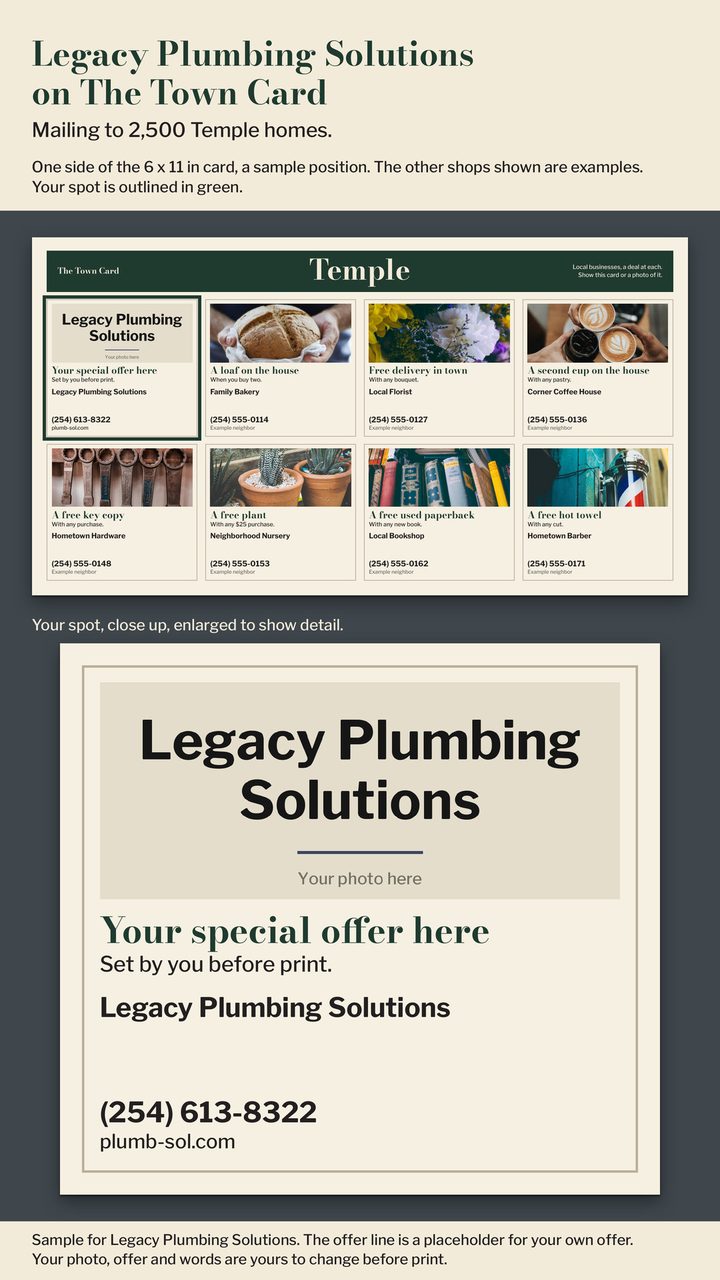 Legacy Plumbing Solutions
on The Town Card
Mailing to 2,500 Temple homes.
One side of the 6 x 11 in card, a sample position. The other shops shown are examples.
Your spot is outlined in green.
The Town Card
Temple
Local businesses, a deal at each.
Show this card or a photo of it.
Legacy Plumbing
Solutions
Your photo here
Your special offer here
Set by you before print.
Legacy Plumbing Solutions
(254) 613-8322
plumb-sol.com
A loaf on the house
When you buy two.
Family Bakery
(254) 555-0114
Example neighbor
Free delivery in town
With any bouquet.
Local Florist
(254) 555-0127
Example neighbor
A second cup on the house
With any pastry.
Corner Coffee House
(254) 555-0136
Example neighbor
A free key copy
With any purchase.
Hometown Hardware
(254) 555-0148
Example neighbor
A free plant
With any $25 purchase.
Neighborhood Nursery
(254) 555-0153
Example neighbor
A free used paperback
With any new book.
Local Bookshop
(254) 555-0162
Example neighbor
A free hot towel
With any cut.
Hometown Barber
(254) 555-0171
Example neighbor
Your spot, close up, enlarged to show detail.
Legacy Plumbing
Solutions
Your photo here
Your special offer here
Set by you before print.
Legacy Plumbing Solutions
(254) 613-8322
plumb-sol.com
Sample for Legacy Plumbing Solutions. The offer line is a placeholder for your own offer.
Your photo, offer and words are yours to change before print.